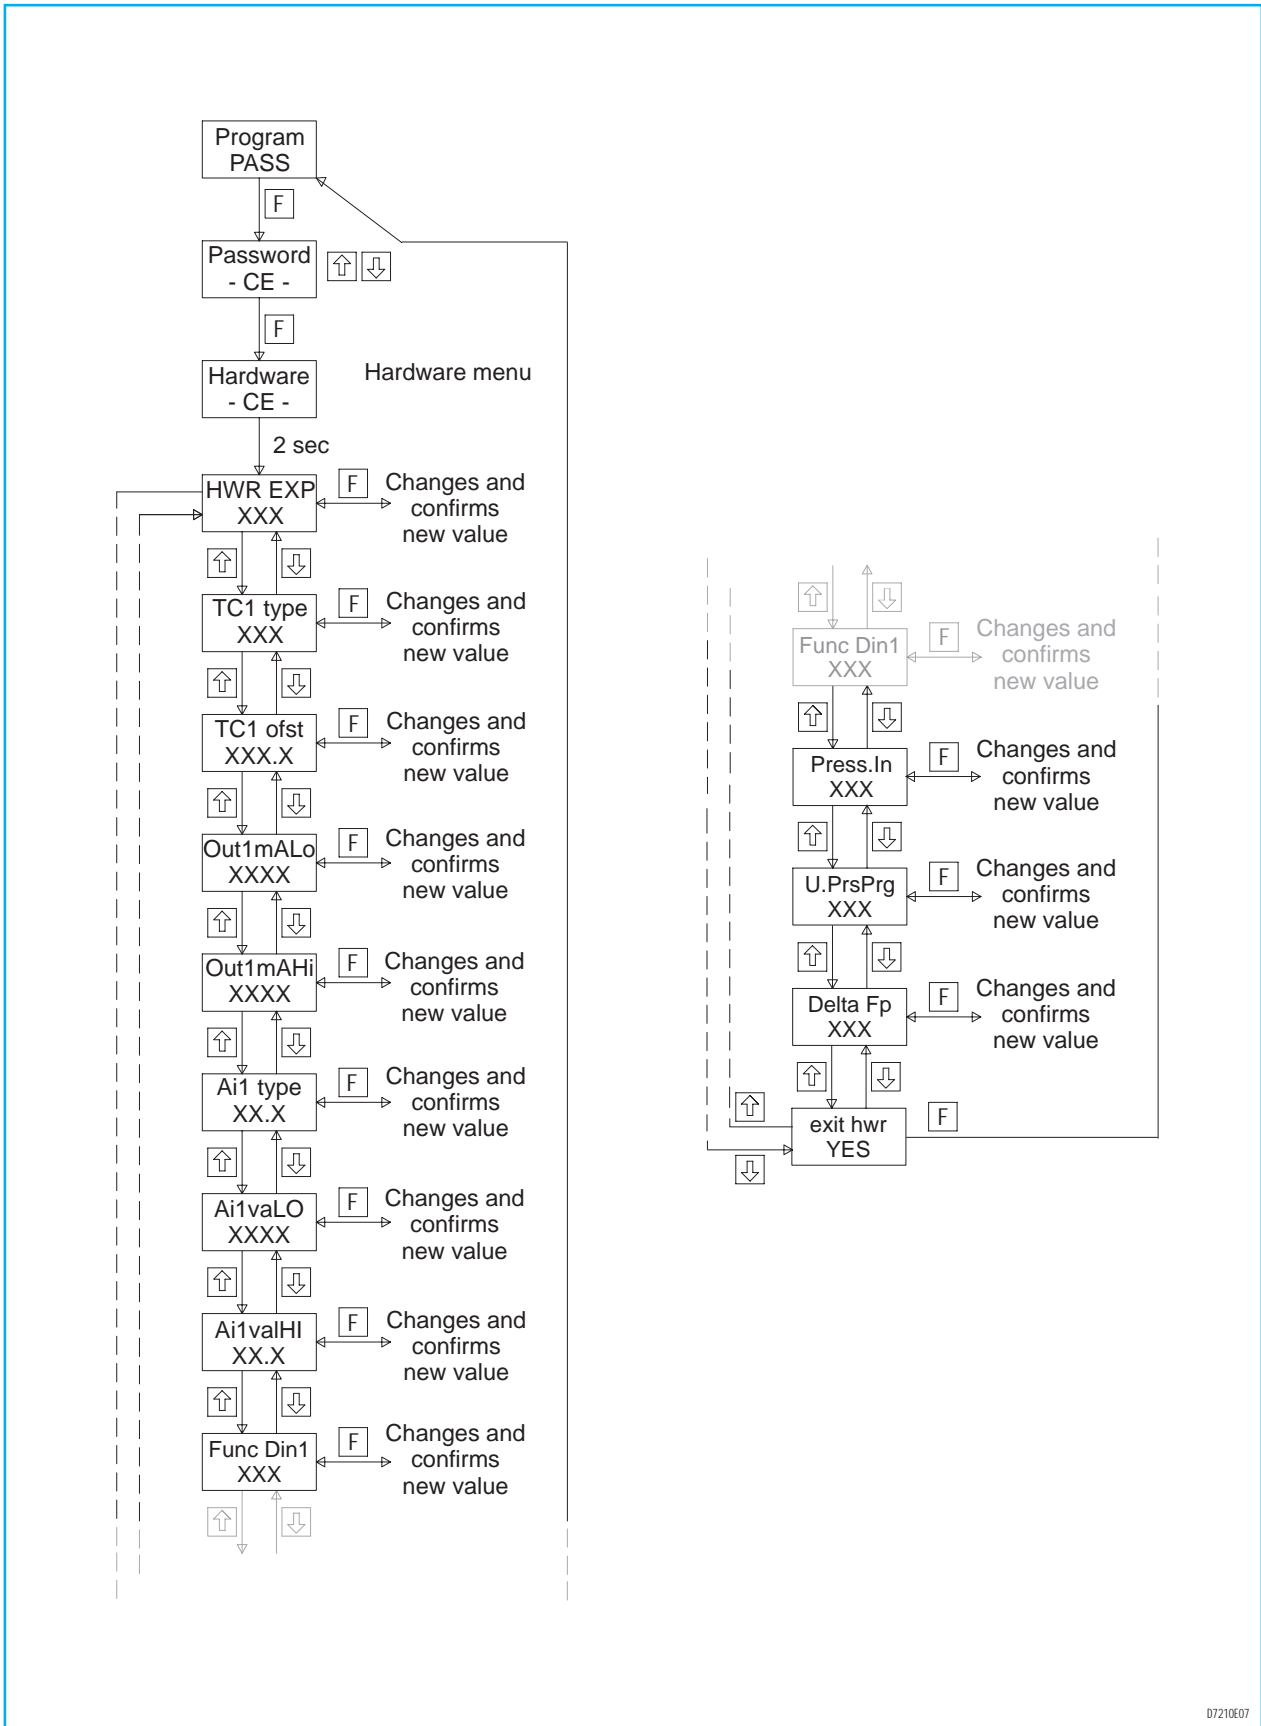 Program
PASS
F
Password
- CE -
F
Hardware
- CE -
Hardware menu
2 sec
HWR EXP
XXX
F
Changes and
confirms
new value
TC1 type
XXX
F
Changes and
confirms
new value
TC1 ofst
XXX.X
F
Changes and
confirms
new value
Out1mALo
XXXX
F
Changes and
confirms
new value
Out1mAHi
XXXX
F
Changes and
confirms
new value
Ai1 type
XX.X
F
Changes and
confirms
new value
Ai1vaLO
XXXX
F
Changes and
confirms
new value
Ai1valHI
XX.X
F
Changes and
confirms
new value
Func Din1
XXX
F
Changes and
confirms
new value
Func Din1
XXX
F
Changes and
confirms
new value
Press.In
XXX
F
Changes and
confirms
new value
U.PrsPrg
XXX
F
Changes and
confirms
new value
Delta Fp
XXX
F
Changes and
confirms
new value
exit hwr
YES
F
D7210E07